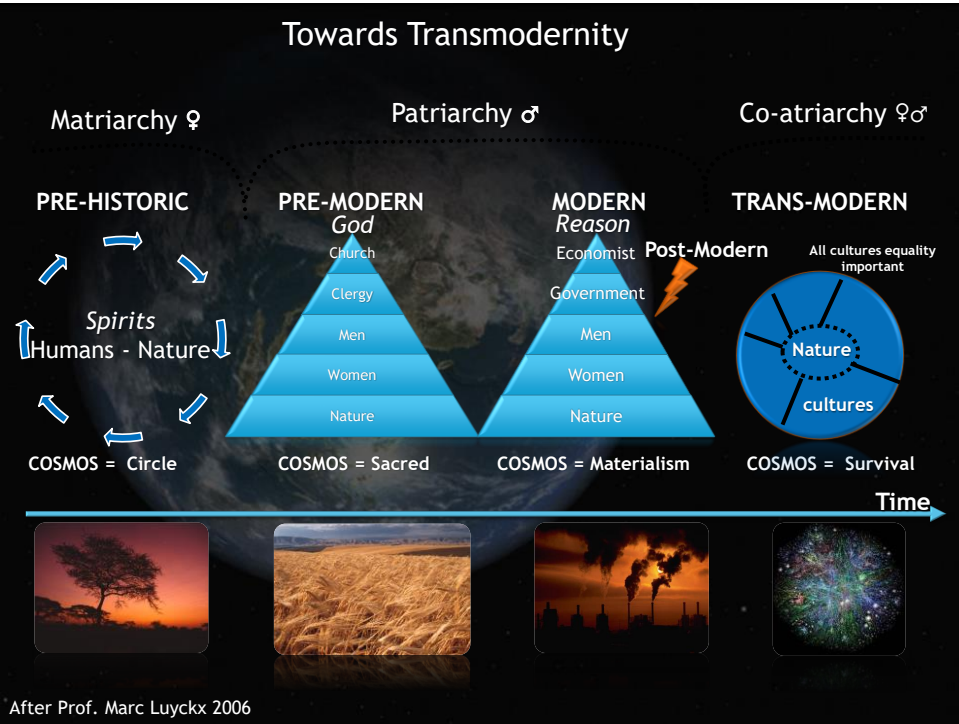 Towards Transmodernity
Matriarchy ♀
Patriarchy ♂
Co-atriarchy ♀♂
PRE-HISTORIC
Spirits
Humans - Nature
COSMOS = Circle
PRE-MODERN
God
Church
Clergy
Men
Women
Nature
COSMOS = Sacred
MODERN
Reason
Economist
Government
Men
Women
Nature
COSMOS = Materialism
Post-Modern
TRANS-MODERN
All cultures equality
important
Nature
cultures
COSMOS = Survival
Time
After Prof. Marc Luyckx 2006